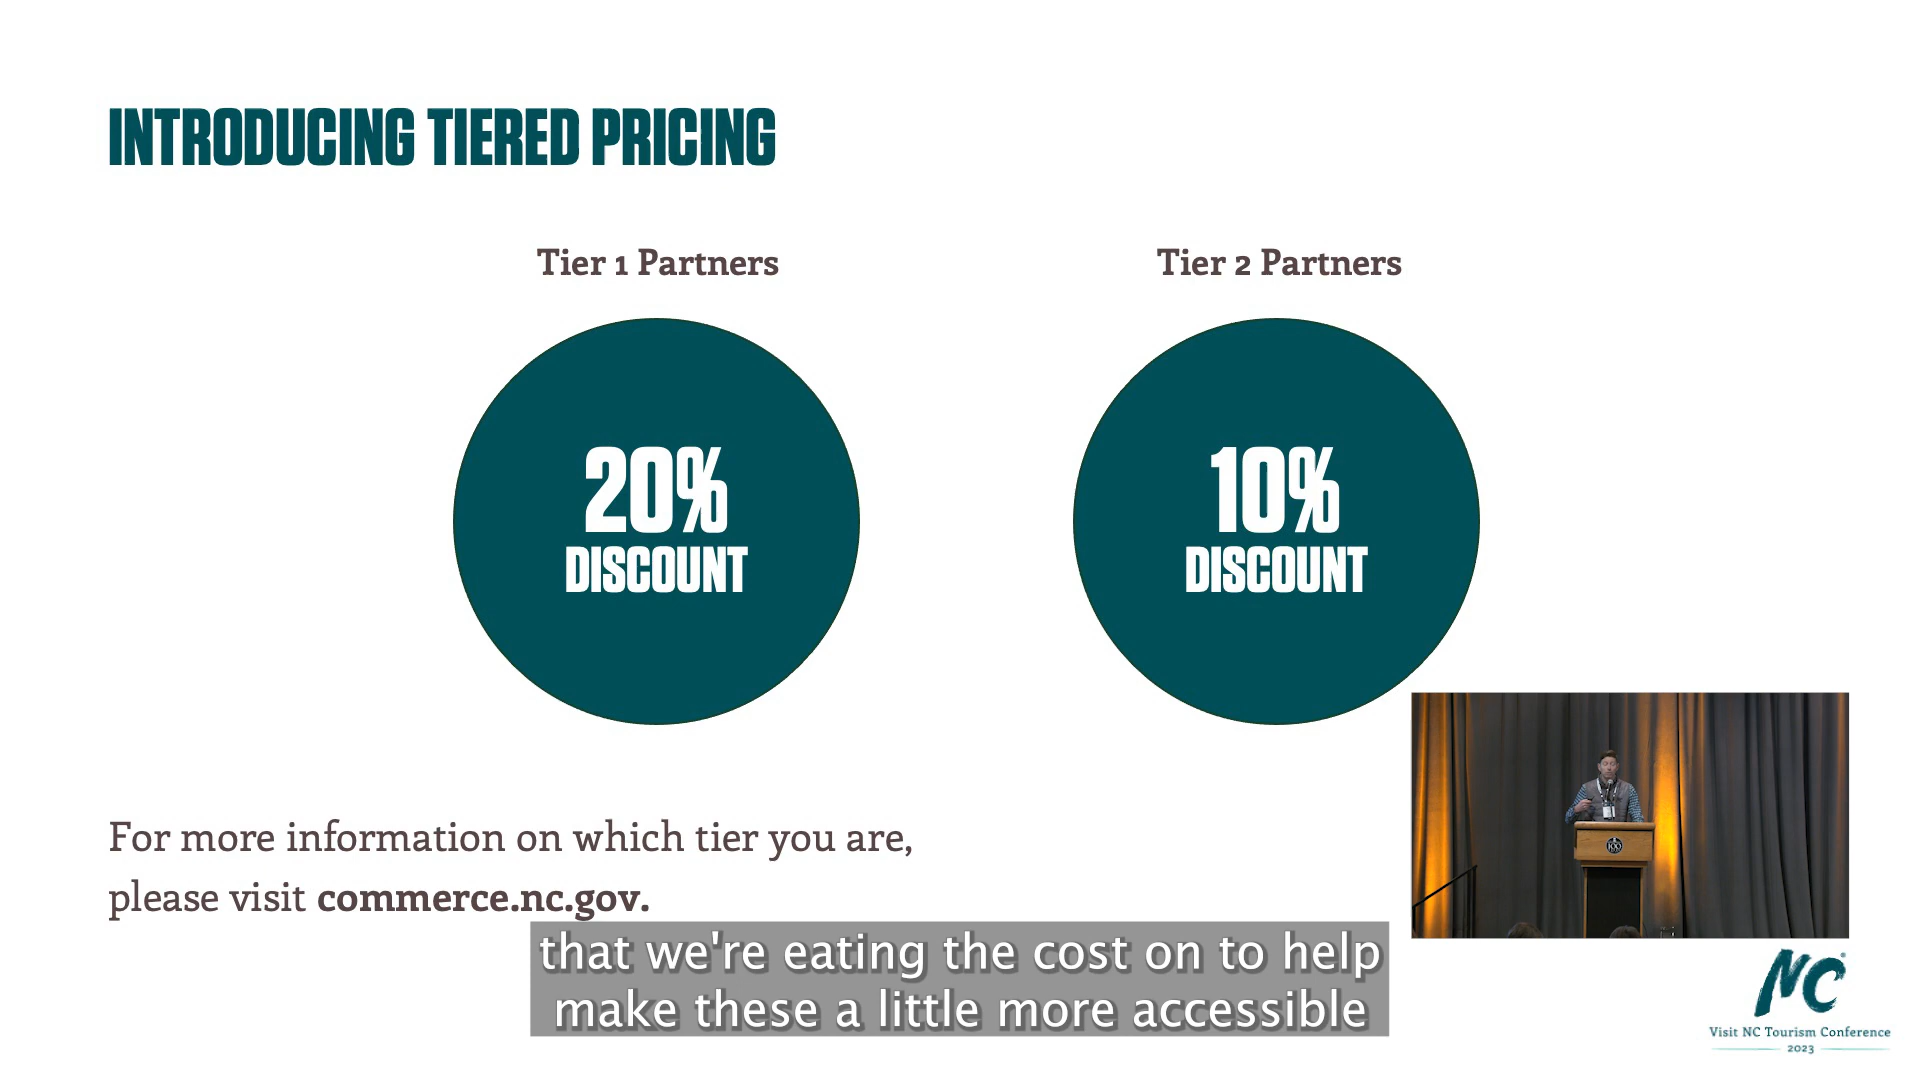 INTRODUCING TIERED PRICING
Tier 1 Partners
Tier 2 Partners
20%
DISCOUNT
10%
DISCOUNT
For more information on which tier you are,
please visit commerce.nc.gov.
that we're eating the cost on to help
make these a little more accessible
100
NC
Visit NC Tourism Conference
2023